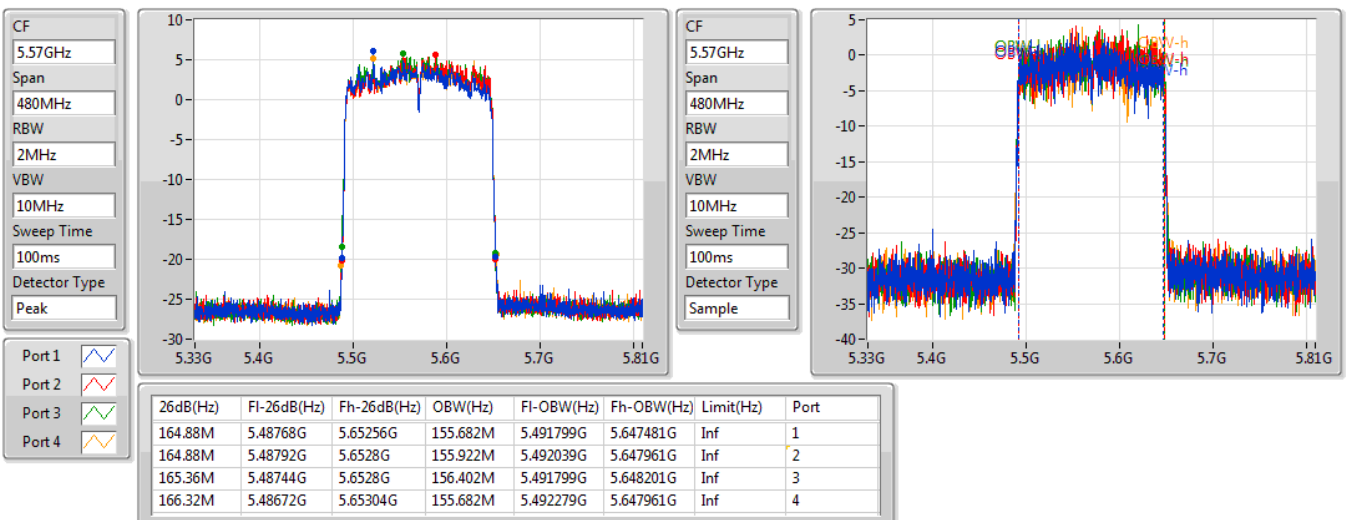 CF
5.57GHz
Span
480MHz
RBW
2MHz
VBW
10MHz
Sweep Time
100ms
Detector Type
Peak
10
5
0
-5
-10
-15
-20
-25
-30
5.33G 5.4G 5.5G 5.6G 5.7G 5.81G
CF
5.57GHz
Span
480MHz
RBW
2MHz
VBW
10MHz
Sweep Time
100ms
Detector Type
Sample
5
0
-5
-10
-15
-20
-25
-30
-35
-40
OBW-h
5.33G 5.4G 5.5G 5.6G 5.7G 5.81G
Port 1
Port 2
Port 3
Port 4
26dB(Hz) Fl-26dB(Hz) Fh-26dB(Hz) OBW(Hz) Fl-OBW(Hz) Fh-OBW(Hz) Limit(Hz) Port
164.88M 5.48768G 5.65256G 155.682M 5.491799G 5.647481G Inf 1
164.88M 5.48792G 5.6528G 155.922M 5.492039G 5.647961G Inf 2
165.36M 5.48744G 5.6528G 156.402M 5.491799G 5.648201G Inf 3
166.32M 5.48672G 5.65304G 155.682M 5.492279G 5.647961G Inf 4